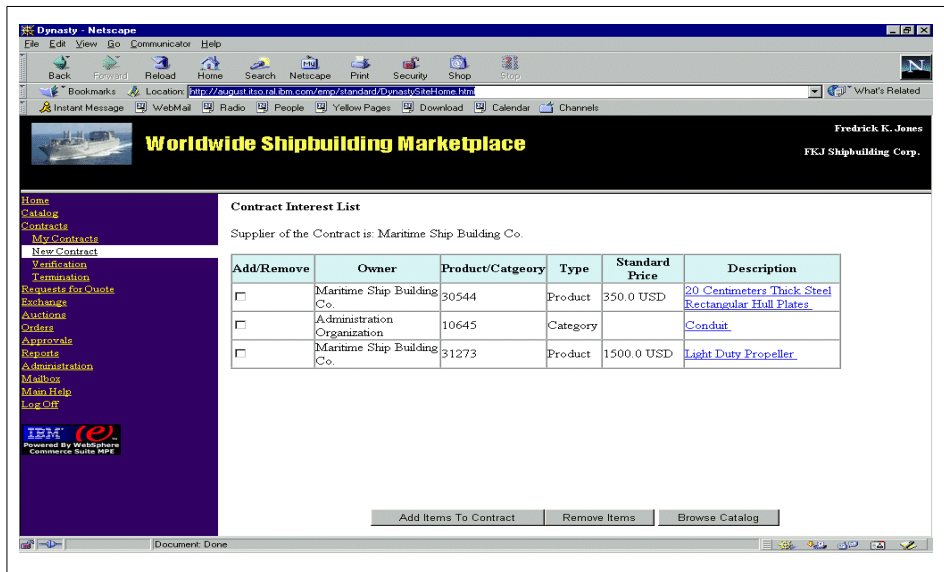 Dynasty - Netscape
File Edit View Go Communicator Help
Back Forward Reload Home Search Netscape Print Security Shop Stop
My
N
Bookmarks Location: http://august.itso.ral.ibm.com/emp/standard/DynastySiteHome.html What's Related
Instant Message WebMail Radio People Yellow Pages Download Calendar Channels
Worldwide Shipbuilding Marketplace
Fredrick K. Jones
FKJ Shipbuilding Corp.
Home
Catalog
Contracts
My Contracts
New Contract
Verification
Termination
Requests for Quote
Exchange
Auctions
Orders
Approvals
Reports
Administration
Mailbox
Main Help
Log Off
IBM e
Powered By WebSphere
Commerce Suite MPE
Contract Interest List
Supplier of the Contract is: Maritime Ship Building Co.
Add/Remove Owner Product/Catgeory Type Standard Price Description
Maritime Ship Building Co. 30544 Product 350.0 USD 20 Centimeters Thick Steel Rectangular Hull Plates
Administration Organization 10645 Category Conduit
Maritime Ship Building Co. 31273 Product 1500.0 USD Light Duty Propeller
Add Items To Contract Remove Items Browse Catalog
Document: Done